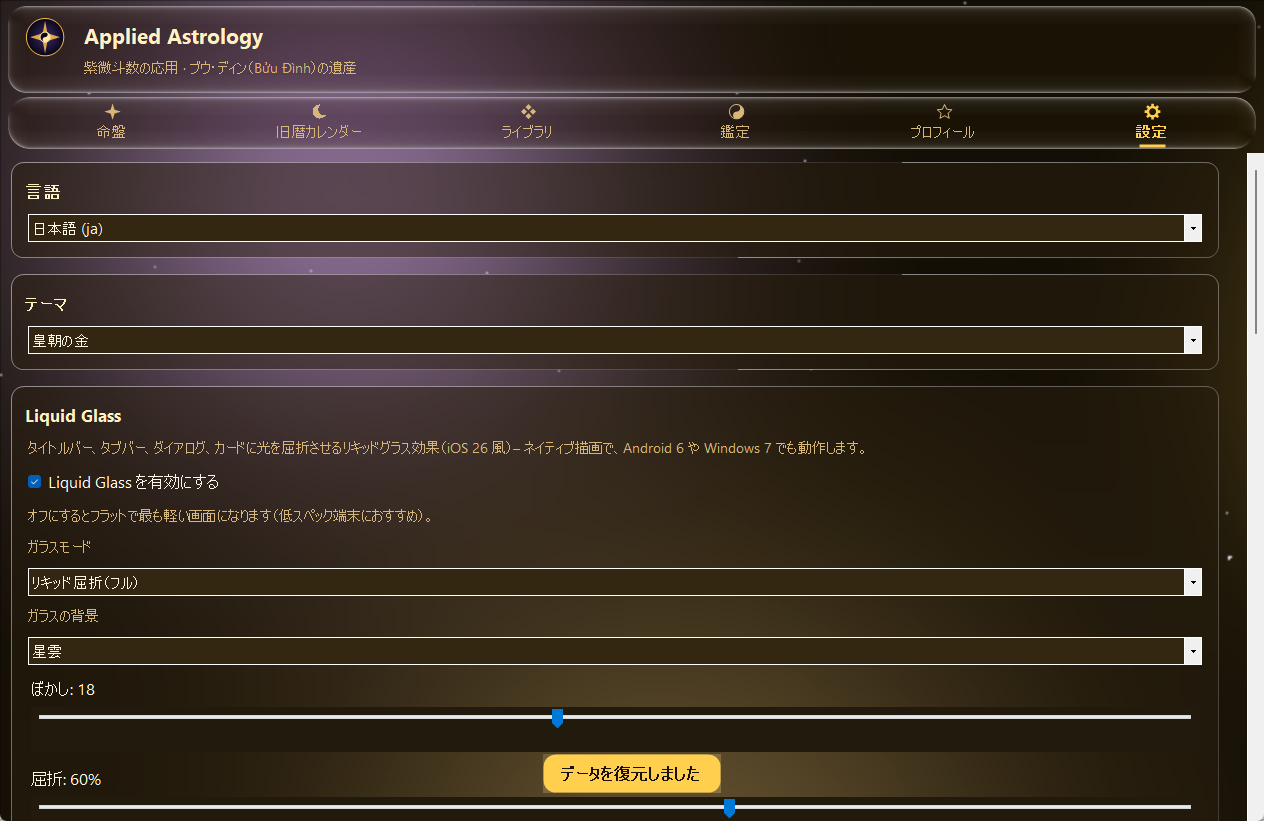 Applied Astrology
紫微斗数の応用 · ブウ・ディン(Bửu Đình)の遺産
命盤
旧暦カレンダー
ライブラリ
鑑定
プロフィール
設定
言語
日本語 (ja)
テーマ
皇朝の金
Liquid Glass
タイトルバー、タブバー、ダイアログ、カードに光を屈折させるリキッドグラス効果(iOS 26 風) – ネイティブ描画で、Android 6 や Windows 7 でも動作します。
Liquid Glass を有効にする
オフにするとフラットで最も軽い画面になります(低スペック端末におすすめ)。
ガラスモード
リキッド屈折(フル)
ガラスの背景
星雲
ぼかし: 18
データを復元しました
屈折: 60%